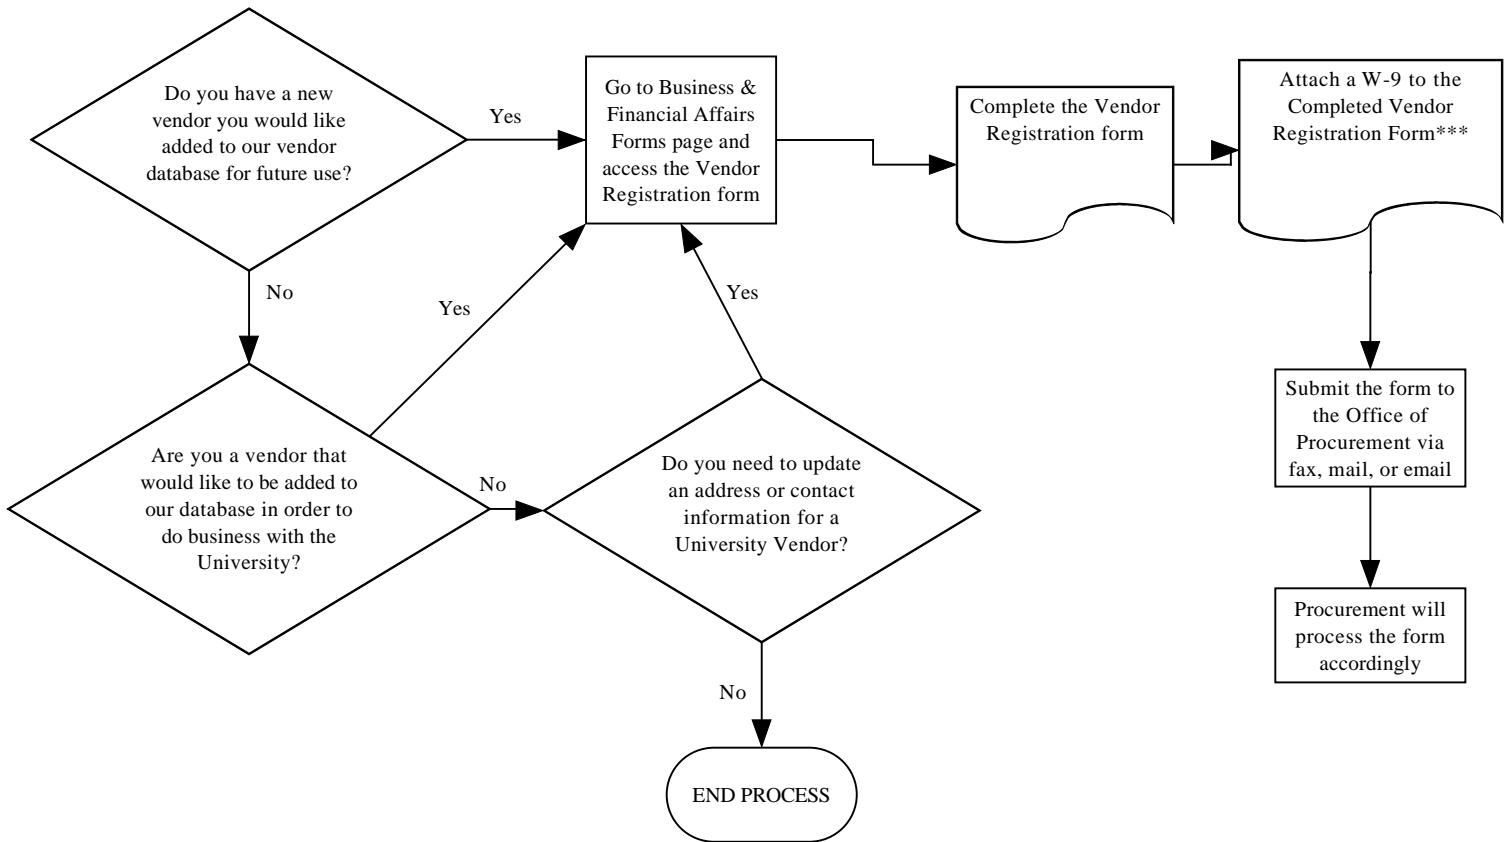 Do you have a new
vendor you would like
added to our vendor
database for future use?
Yes
Go to Business &
Financial Affairs
Forms page and
access the Vendor
Registration form
Complete the Vendor
Registration form
Attach a W-9 to the
Completed Vendor
Registration Form***
No
Yes
Yes
Are you a vendor that
would like to be added to
our database in order to
do business with the
University?
No
Do you need to update
an address or contact
information for a
University Vendor?
Submit the form to
the Office of
Procurement via
fax, mail, or email
Procurement will
process the form
accordingly
No
END PROCESS